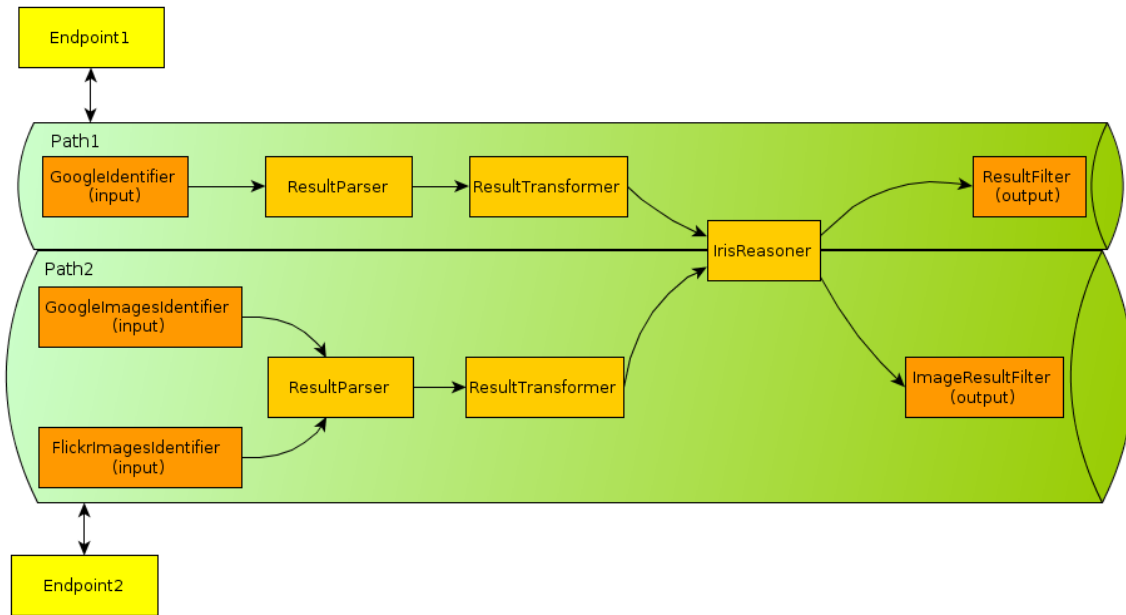 Endpoint1
Path1
GoogleIdentifier
(input)
ResultParser
ResultTransformer
ResultFilter
(output)
IrisReasoner
Path2
GoogleImagesIdentifier
(input)
ResultParser
ResultTransformer
ImageResultFilter
(output)
FlickrImagesIdentifier
(input)
Endpoint2